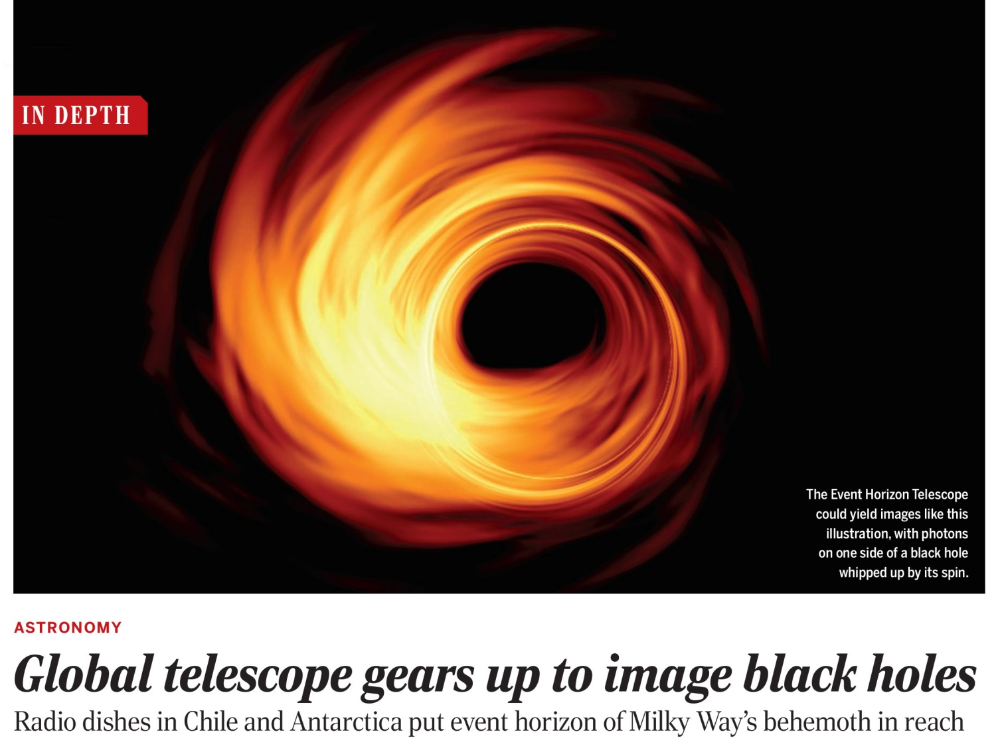 IN DEPTH
The Event Horizon Telescope
could yield images like this
illustration, with photons
on one side of a black hole
whipped up by its spin.
ASTRONOMY
Global telescope gears up to image black holes
Radio dishes in Chile and Antarctica put event horizon of Milky Way’s behemoth in reach